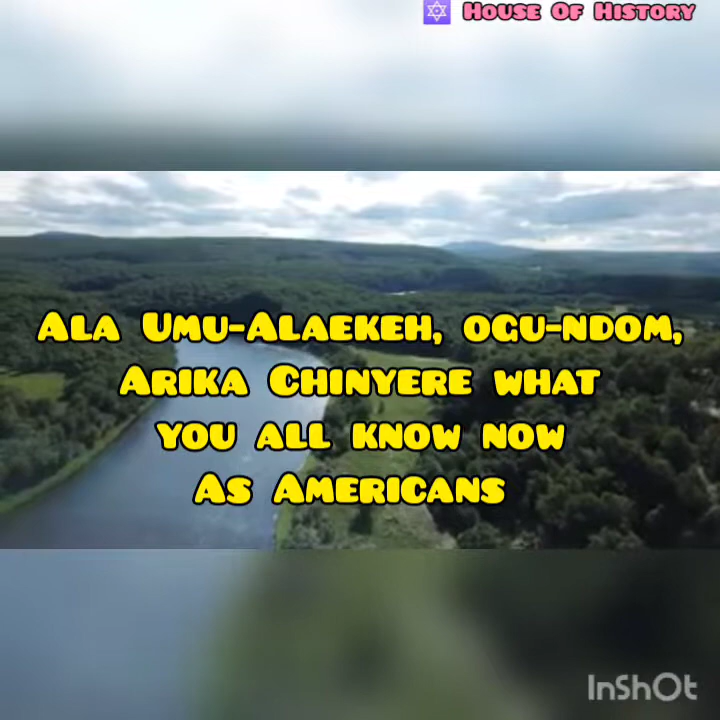 ✡ House Of History
Ala Umu-Alaekeh, ogu-ndom,
Arika Chinyere what
you all know now
As Americans
InShOt